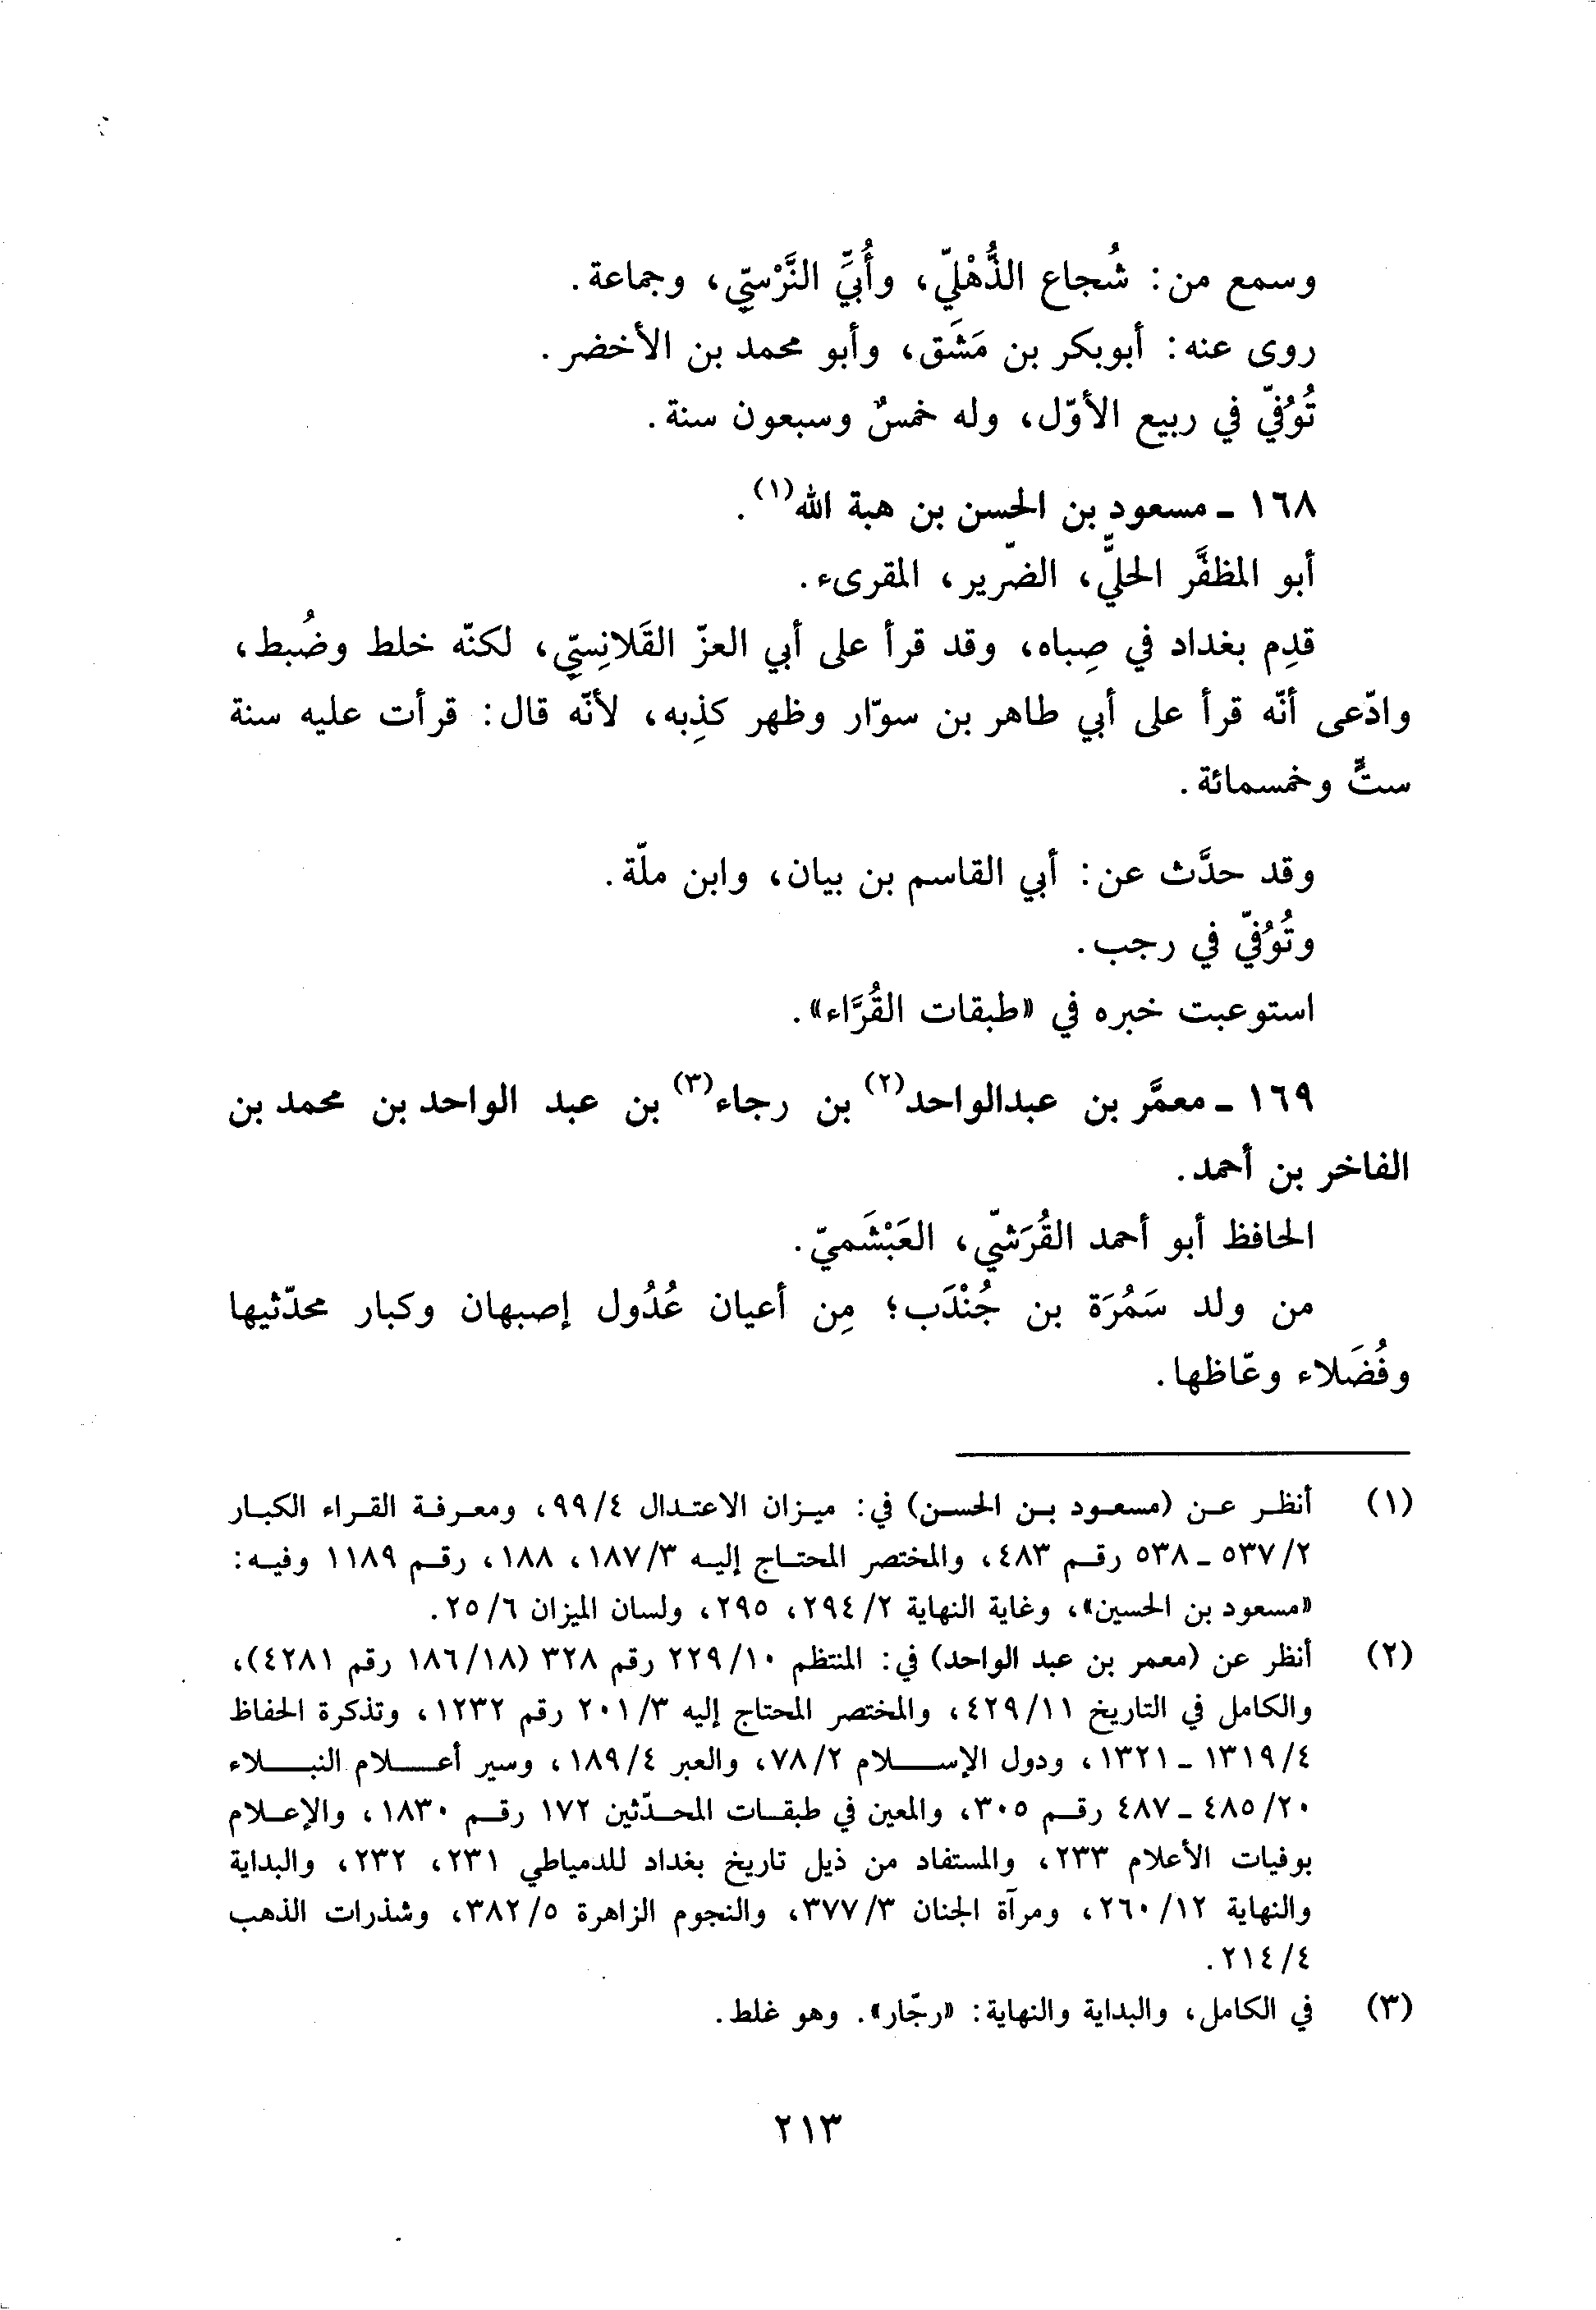 وسمع من: شُجاع الذُّهْليّ، وأُبيِّ النَّرْسيّ، وجماعة.
روى عنه: أبوبكر بن مَشَق، وأبو محمد بن الأخضر.
تُوُفيّ في ربيع الأوّل، وله خمسٌ وسبعون سنة.
١٦٨ - مسعود بن الحسن بن هبة الله(١).
أبو المظفَّر الحليُّ، الضّرير، المقرىء.
قدِم بغداد في صِباه، وقد قرأ على أبي العزّ القَلانِسيّ، لكنّه خلط وضُبط،
وادّعى أنّه قرأ على أبي طاهر بن سوّار وظهر كذِبه، لأنّه قال: قرأت عليه سنة
ستٍّ وخمسمائة.
وقد حدَّث عن: أبي القاسم بن بيان، وابن ملّة.
وتُوُفيّ في رجب.
استوعبت خبره في «طبقات القُرَّاء».
١٦٩ - معمَّر بن عبدالواحد(٢) بن رجاء(٣) بن عبد الواحد بن محمد بن
الفاخر بن أحمد.
الحافظ أبو أحمد القُرَشيّ، العَبْشَميّ.
من ولد سَمُرَة بن جُنْدَب؛ مِن أعيان عُدُول إصبهان وكبار محدّثيها
وفُضَلاء وعّاظها.
(١) أنظر عن (مسعود بن الحسن) في: ميزان الاعتدال ٩٩/٤، ومعرفة القراء الكبار
٥٣٧/٢ - ٥٣٨ رقم ٤٨٣، والمختصر المحتاج إليه ١٨٧/٣، ١٨٨، رقم ١١٨٩ وفيه:
«مسعود بن الحسين»، وغاية النهاية ٢٩٤/٢، ٢٩٥، ولسان الميزان ٢٥/٦.
(٢) أنظر عن (معمر بن عبد الواحد) في: المنتظم ٢٢٩/١٠ رقم ٣٢٨ (١٨٦/١٨ رقم ٤٢٨١)،
والكامل في التاريخ ٤٢٩/١١، والمختصر المحتاج إليه ٢٠١/٣ رقم ١٢٣٢، وتذكرة الحفاظ
١٣١٩/٤ - ١٣٢١، ودول الإسلام ٧٨/٢، والعبر ١٨٩/٤، وسير أعلام النبلاء
٤٨٥/٢٠ - ٤٨٧ رقم ٣٠٥، والمعين في طبقات المحدّثين ١٧٢ رقم ١٨٣٠، والإعلام
بوفيات الأعلام ٢٣٣، والمستفاد من ذيل تاريخ بغداد للدمياطي ٢٣١، ٢٣٢، والبداية
والنهاية ٢٦٠/١٢، ومرآة الجنان ٣٧٧/٣، والنجوم الزاهرة ٣٨٢/٥، وشذرات الذهب
٢١٤/٤.
(٣) في الكامل، والبداية والنهاية: «رجّار». وهو غلط.
٢١٣